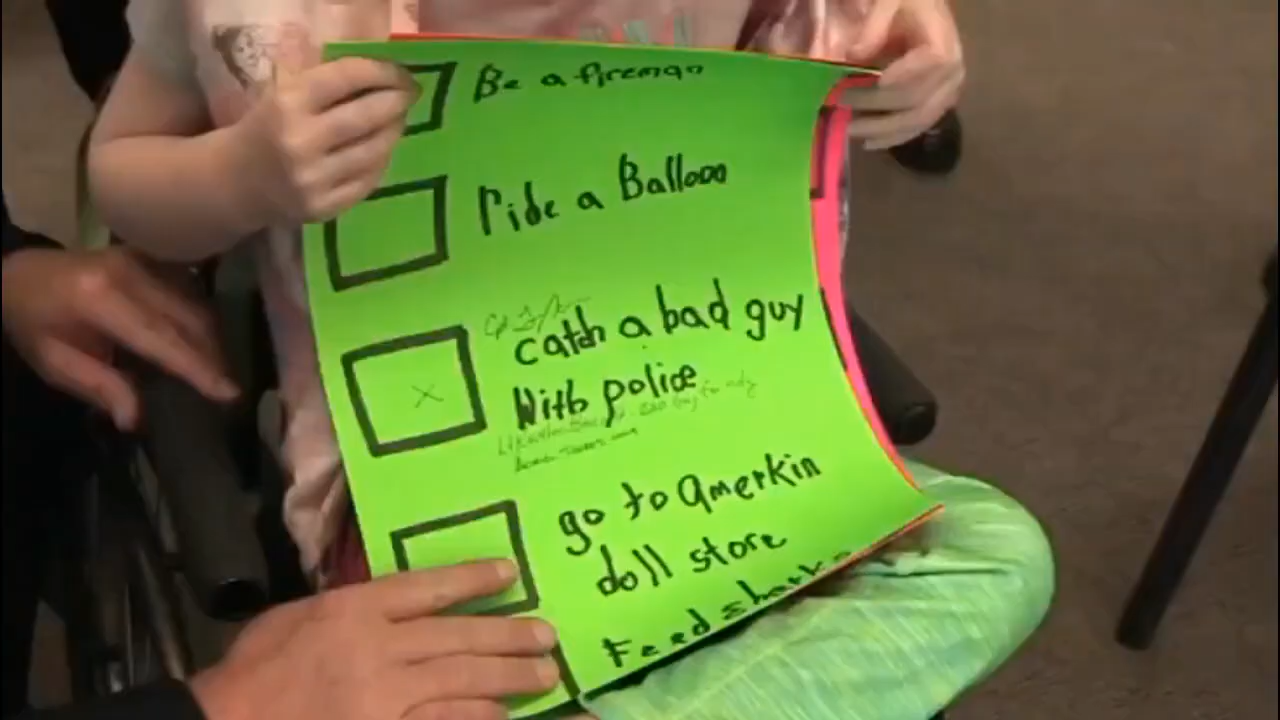 Be a fireman
Ride a Balloon
catch a bad guy
With police
go to amerkin
doll store
Feed sharks